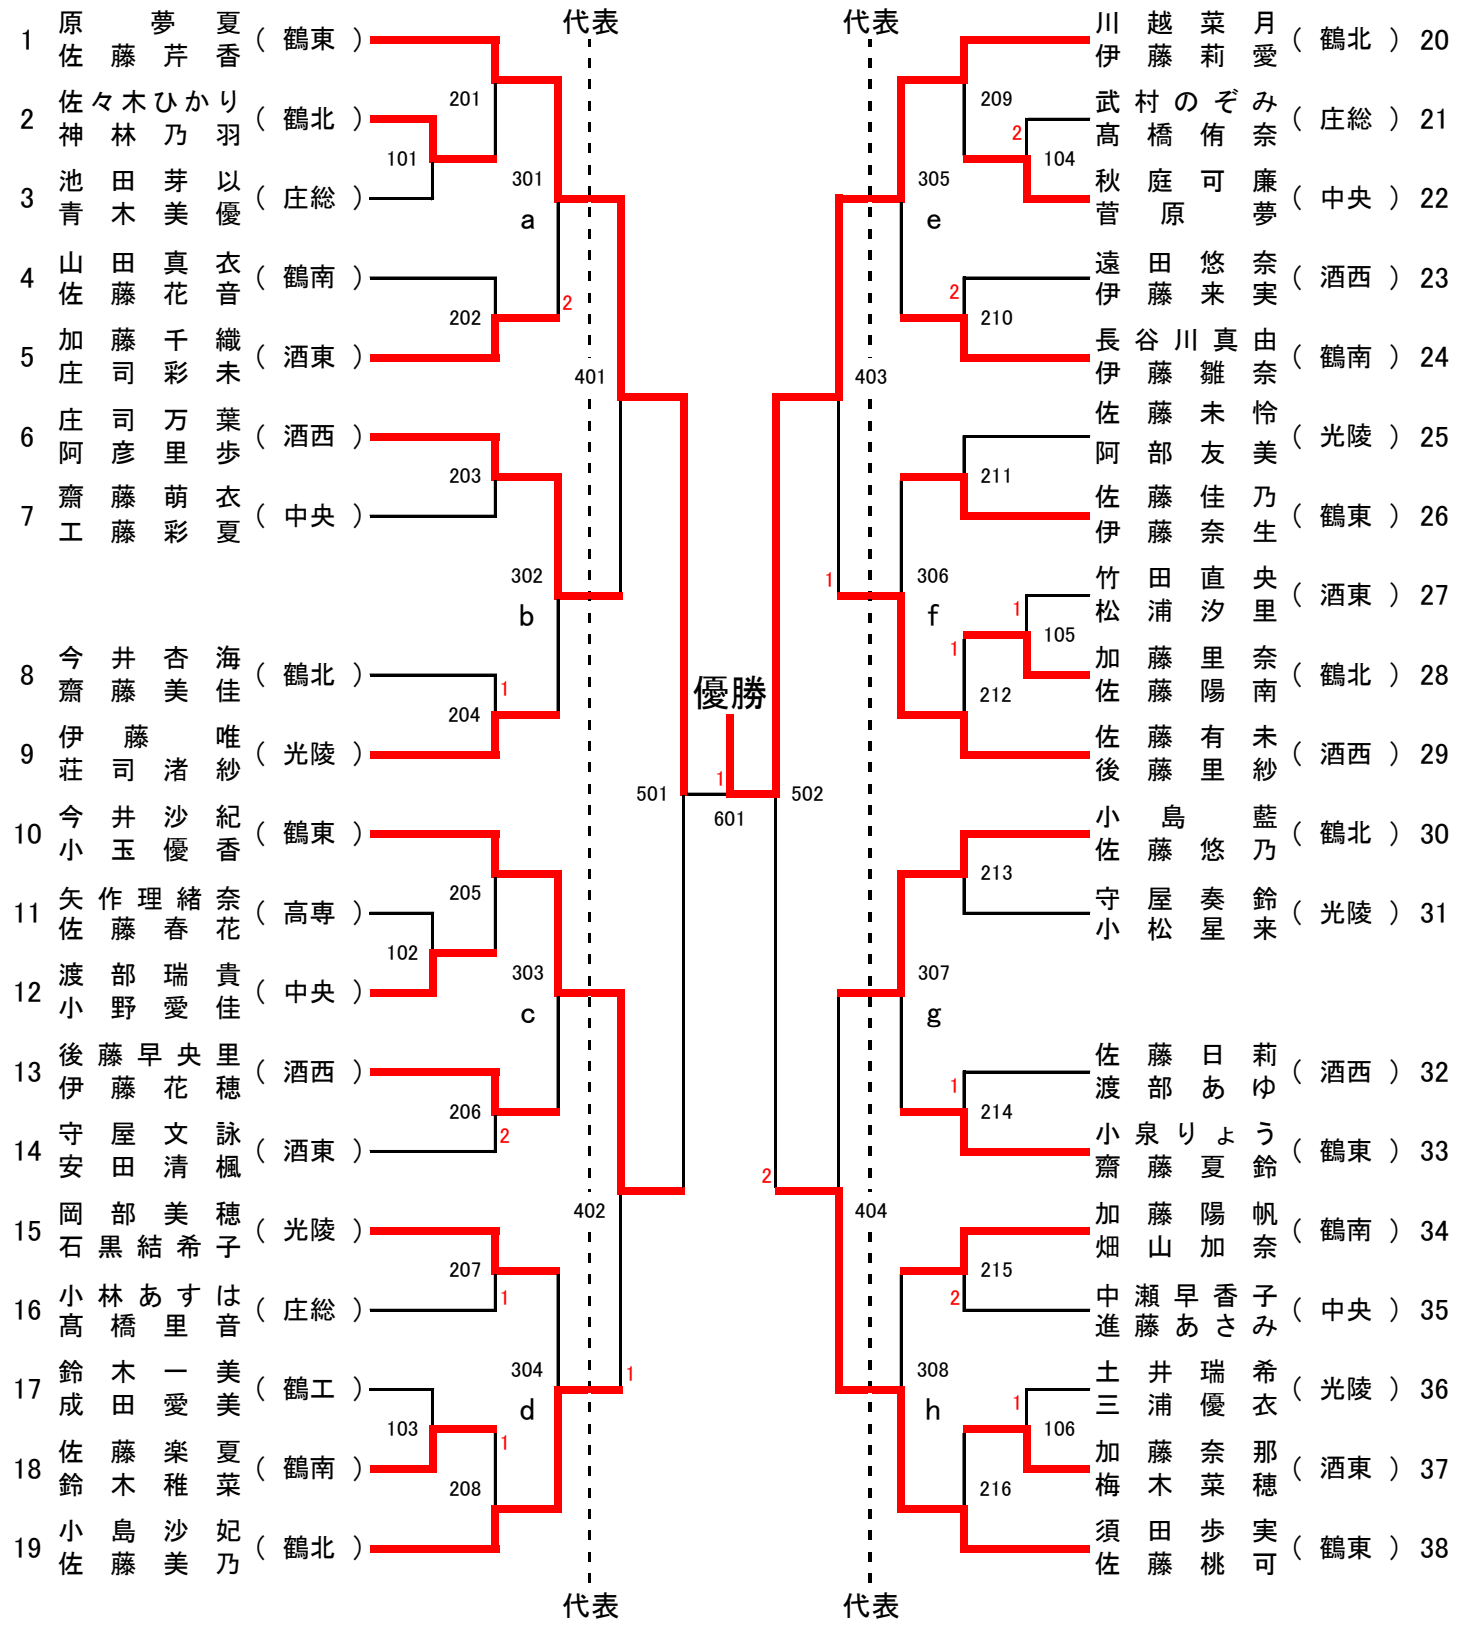 代表 代表
1 原夢夏 佐藤芹香 ( 鶴東 )
2 佐々木ひかり 神林乃羽 ( 鶴北 )
3 池田芽以 青木美優 ( 庄総 )
4 山田真衣 佐藤花音 ( 鶴南 )
5 加藤千織 庄司彩未 ( 酒東 )
6 庄司万葉 阿彦里歩 ( 酒西 )
7 齋藤萌衣 工藤彩夏 ( 中央 )
8 今井杏海 齋藤美佳 ( 鶴北 )
9 伊藤唯 荘司渚紗 ( 光陵 )
10 今井沙紀 小玉優香 ( 鶴東 )
11 矢作理緒奈 佐藤春花 ( 高専 )
12 渡部瑞貴 小野愛佳 ( 中央 )
13 後藤早央里 伊藤花穂 ( 酒西 )
14 守屋文詠 安田清楓 ( 酒東 )
15 岡部美穂 石黒結希子 ( 光陵 )
16 小林あすは 髙橋里音 ( 庄総 )
17 鈴木一美 成田愛美 ( 鶴工 )
18 佐藤楽夏 鈴木稚菜 ( 鶴南 )
19 小島沙妃 佐藤美乃 ( 鶴北 )
101
102
103
201
202
203
204
1
205
206
2
207
1
208
1
301
a
2
302
b
303
c
304
d
401
402
1
501
優勝
1
601
502
2
403
1
404
305
e
306
f
307
g
308
h
209
210
2
211
212
1
213
214
1
215
2
216
104
2
105
1
106
1
川越菜月 伊藤莉愛 ( 鶴北 ) 20
武村のぞみ 髙橋侑奈 ( 庄総 ) 21
秋庭可廉 菅原夢 ( 中央 ) 22
遠田悠奈 伊藤来実 ( 酒西 ) 23
長谷川真由 伊藤雛奈 ( 鶴南 ) 24
佐藤未怜 阿部友美 ( 光陵 ) 25
佐藤佳乃 伊藤奈生 ( 鶴東 ) 26
竹田直央 松浦汐里 ( 酒東 ) 27
加藤里奈 佐藤陽南 ( 鶴北 ) 28
佐藤有未 後藤里紗 ( 酒西 ) 29
小島藍 佐藤悠乃 ( 鶴北 ) 30
守屋奏鈴 小松星来 ( 光陵 ) 31
佐藤日莉 渡部あゆ ( 酒西 ) 32
小泉りょう 齋藤夏鈴 ( 鶴東 ) 33
加藤陽帆 畑山加奈 ( 鶴南 ) 34
中瀬早香子 進藤あさみ ( 中央 ) 35
土井瑞希 三浦優衣 ( 光陵 ) 36
加藤奈那 梅木菜穂 ( 酒東 ) 37
須田歩実 佐藤桃可 ( 鶴東 ) 38
代表 代表